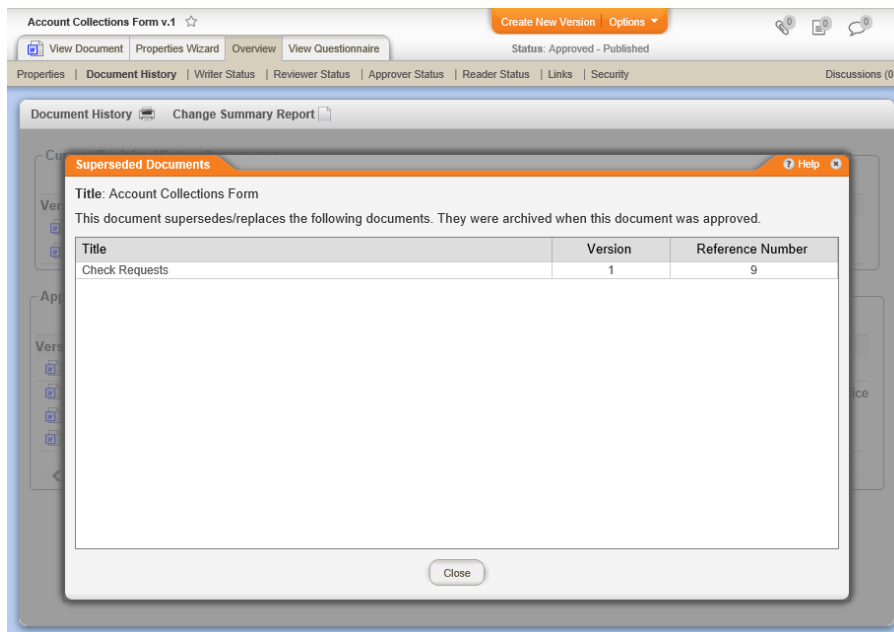 Account Collections Form v.1
Create New Version Options
0 0 0
View Document Properties Wizard Overview View Questionnaire
Status: Approved - Published
Properties | Document History | Writer Status | Reviewer Status | Approver Status | Reader Status | Links | Security
Discussions (0
Document History Change Summary Report
Superseded Documents
? Help
Title: Account Collections Form
This document supersedes/replaces the following documents. They were archived when this document was approved.
Title Version Reference Number
Check Requests 1 9
Close